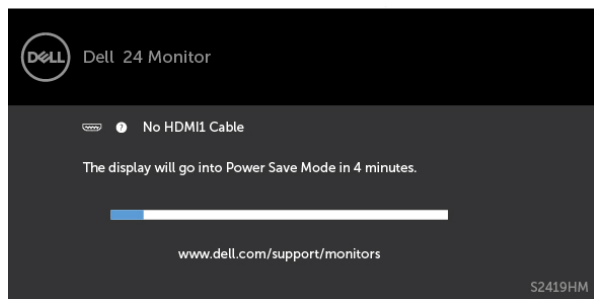 DELL
Dell 24 Monitor
? No HDMI1 Cable
The display will go into Power Save Mode in 4 minutes.
www.dell.com/support/monitors
S2419HM